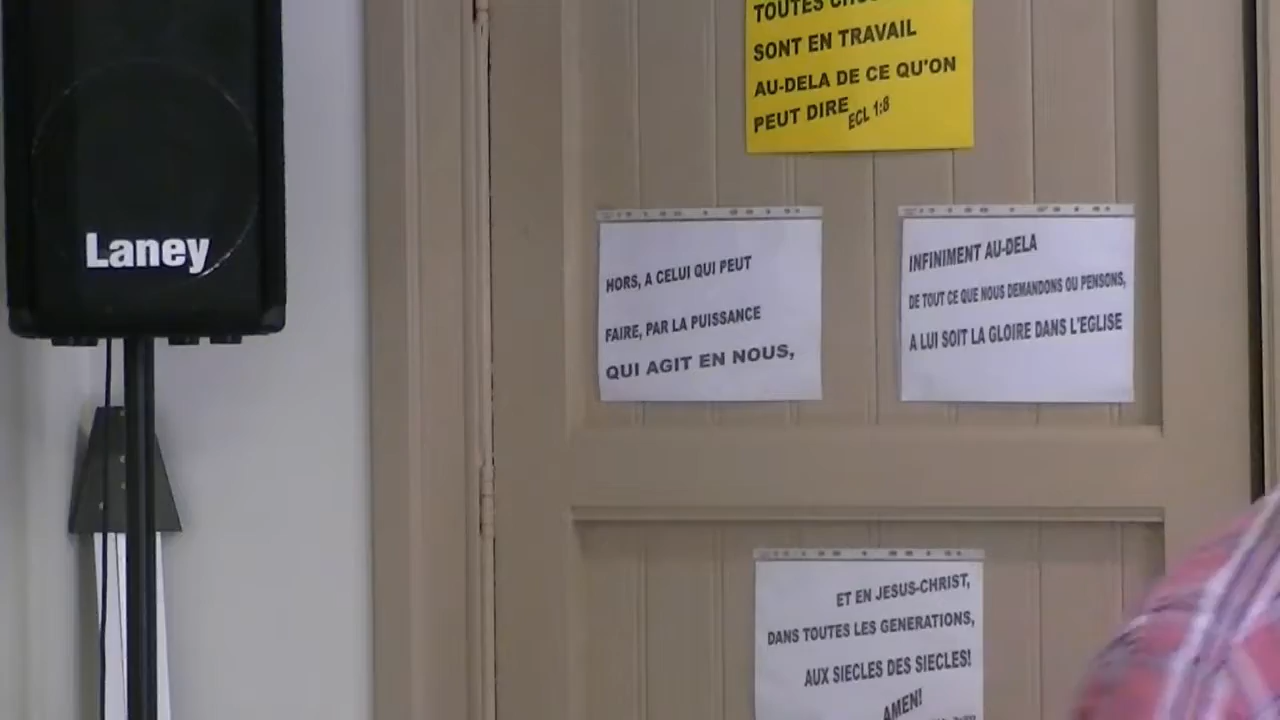 TOUTES
SONT EN TRAVAIL
AU-DELA DE CE QU'ON
PEUT DIRE
ECL 1:8
Laney
HORS, A CELUI QUI PEUT
FAIRE, PAR LA PUISSANCE
QUI AGIT EN NOUS,
INFINIMENT AU-DELA
DE TOUT CE QUE NOUS DEMANDONS OU PENSONS,
A LUI SOIT LA GLOIRE DANS L'EGLISE
ET EN JESUS-CHRIST,
DANS TOUTES LES GENERATIONS,
AUX SIECLES DES SIECLES!
AMEN!